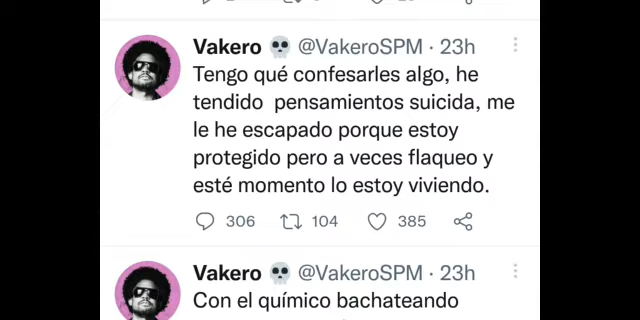 Vakero 💀 @VakeroSPM · 23h
Tengo qué confesarles algo, he
tendido pensamientos suicida, me
le he escapado porque estoy
protegido pero a veces flaqueo y
esté momento lo estoy viviendo.
306 104 385
Vakero 💀 @VakeroSPM · 23h
Con el químico bachateando